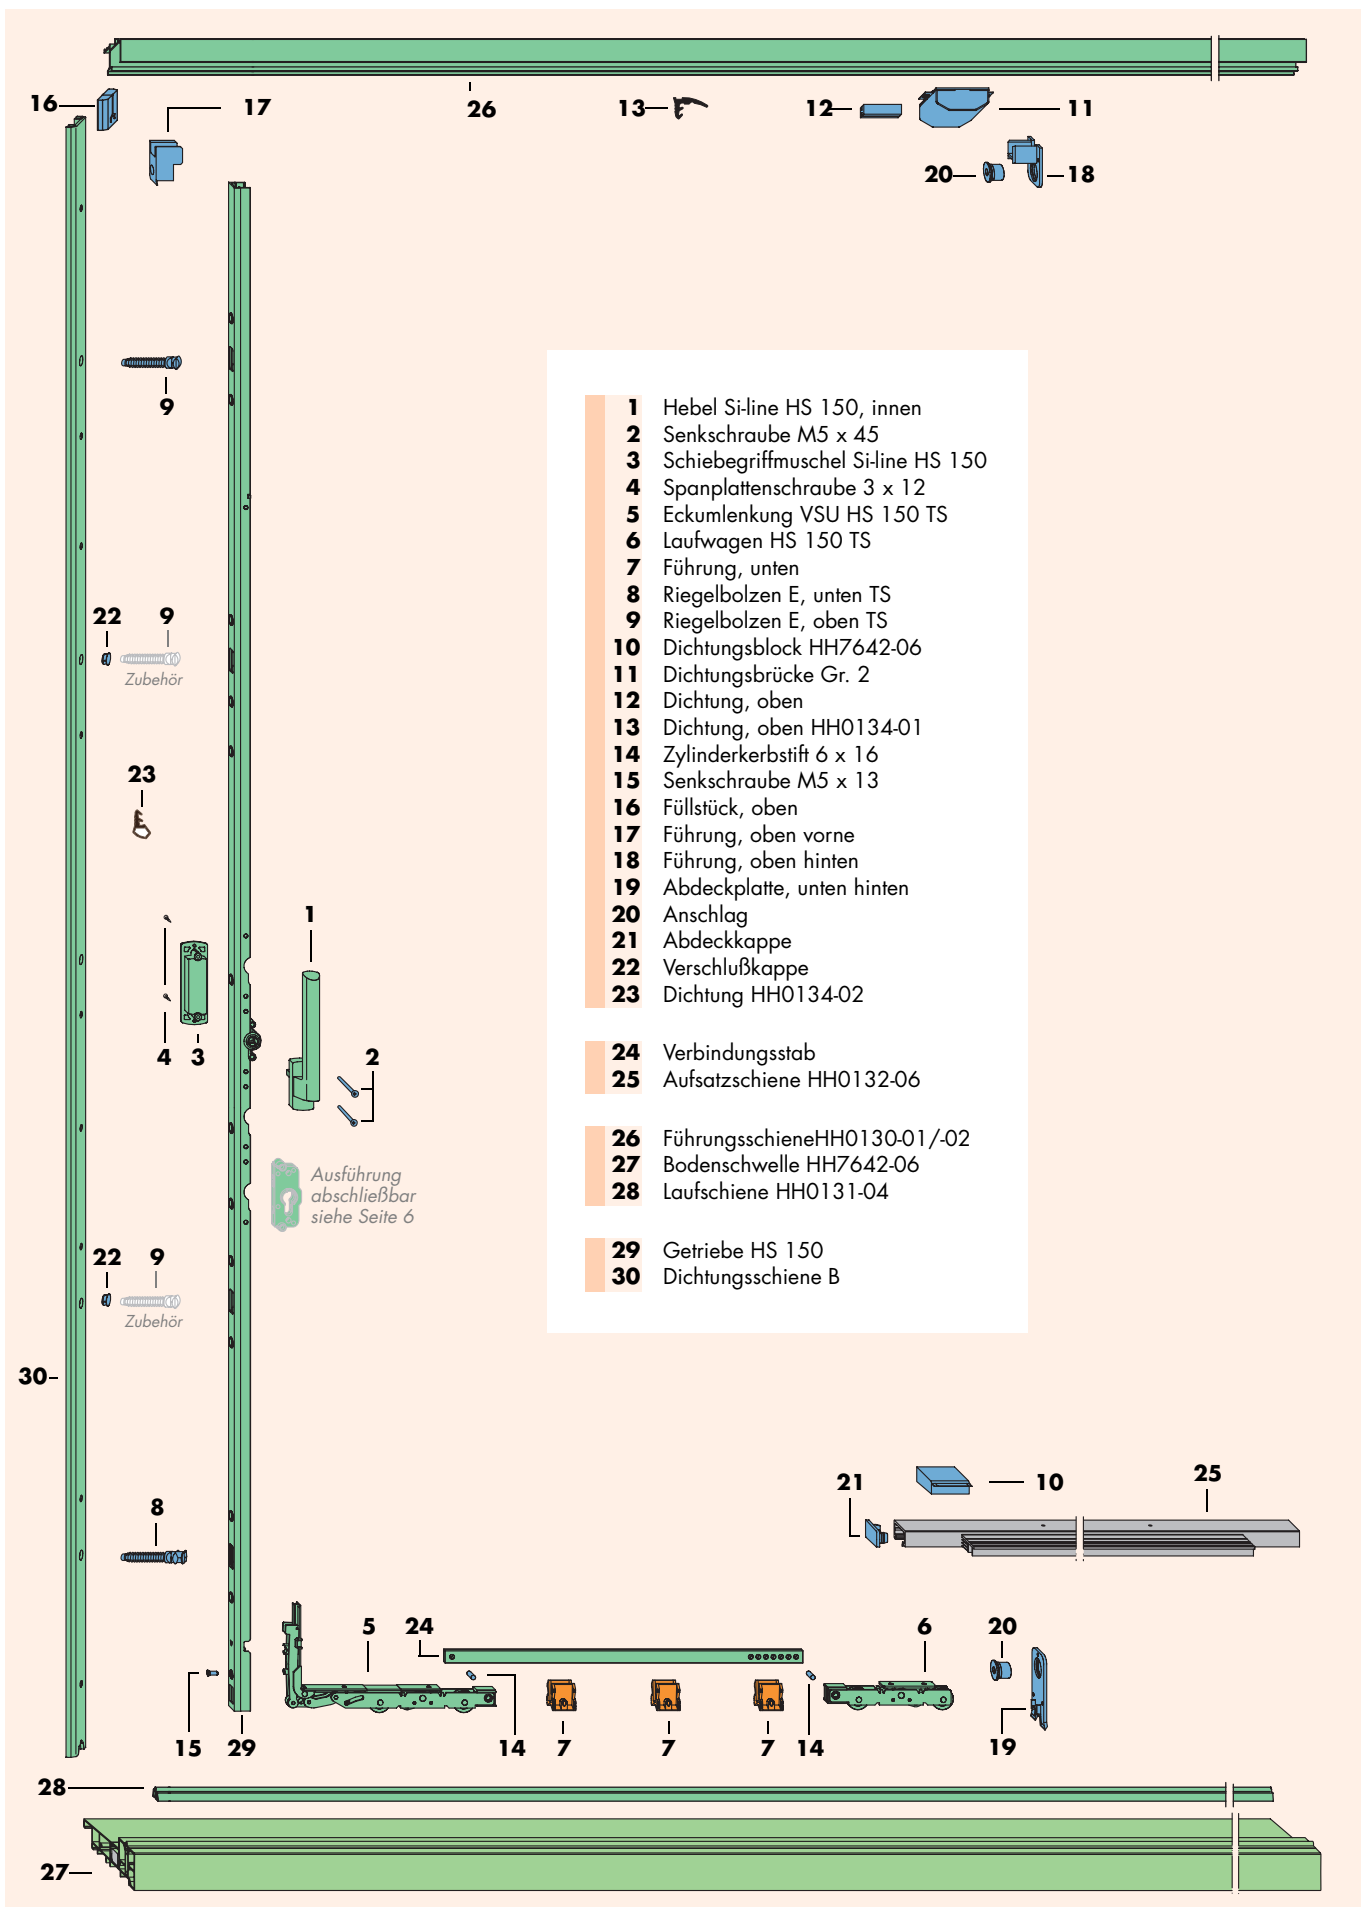 16
17
26
13
12
11
20
18
9
1 Hebel Si-line HS 150, innen
2 Senkschraube M5 x 45
3 Schiebegriffmuschel Si-line HS 150
4 Spanplattenschraube 3 x 12
5 Eckumlenkung VSU HS 150 TS
6 Laufwagen HS 150 TS
7 Führung, unten
8 Riegelbolzen E, unten TS
9 Riegelbolzen E, oben TS
10 Dichtungsblock HH7642-06
11 Dichtungsbrücke Gr. 2
12 Dichtung, oben
13 Dichtung, oben HH0134-01
14 Zylinderkerbstift 6 x 16
15 Senkschraube M5 x 13
16 Füllstück, oben
17 Führung, oben vorne
18 Führung, oben hinten
19 Abdeckplatte, unten hinten
20 Anschlag
21 Abdeckkappe
22 Verschlußkappe
23 Dichtung HH0134-02
24 Verbindungsstab
25 Aufsatzschiene HH0132-06
26 FührungsschieneHH0130-01/-02
27 Bodenschwelle HH7642-06
28 Laufschiene HH0131-04
29 Getriebe HS 150
30 Dichtungsschiene B
22 9
Zubehör
23
1
4 3
2
Ausführung
abschließbar
siehe Seite 6
22 9
Zubehör
30
8
21
10
25
5
24
6
20
15
29
14
7
7
7
14
19
28
27